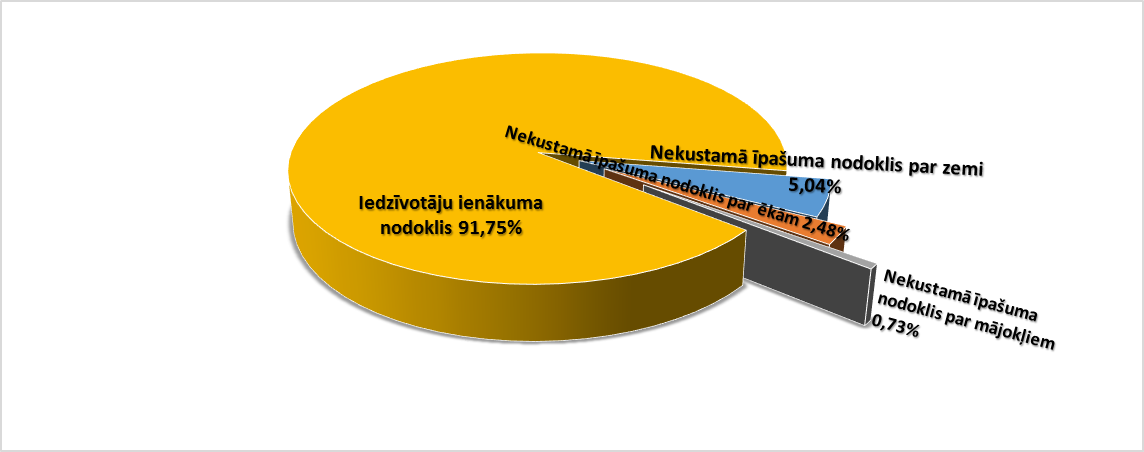 Nekustamā īpašuma nodoklis par zemi
5,04%
Nekustamā īpašuma nodoklis par ēkām 2,48%
Iedzīvotāju ienākuma
nodoklis 91,75%
Nekustamā īpašuma
nodoklis par mājokļiem
0,73%